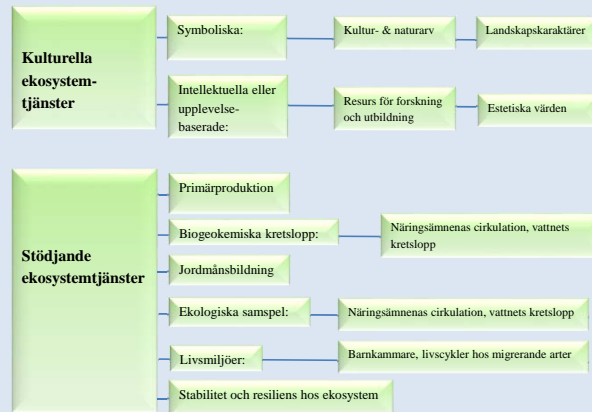 Kulturella
ekosystem-
tjänster
Symboliska:
Kultur- & naturarv
Landskapskaraktärer
Intellektuella eller
upplevelse-
baserade:
Resurs för forskning
och utbildning
Estetiska värden
Stödjande
ekosystemtjänster
Primärproduktion
Biogeokemiska kretslopp:
Näringsämnenas cirkulation, vattnets
kretslopp
Jordmånsbildning
Ekologiska samspel:
Näringsämnenas cirkulation, vattnets kretslopp
Livsmiljöer:
Barnkammare, livscykler hos migrerande arter
Stabilitet och resiliens hos ekosystem